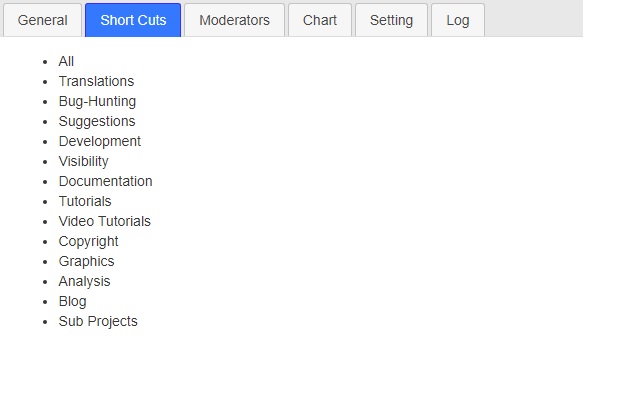 General Short Cuts Moderators Chart Setting Log
All
Translations
Bug-Hunting
Suggestions
Development
Visibility
Documentation
Tutorials
Video Tutorials
Copyright
Graphics
Analysis
Blog
Sub Projects